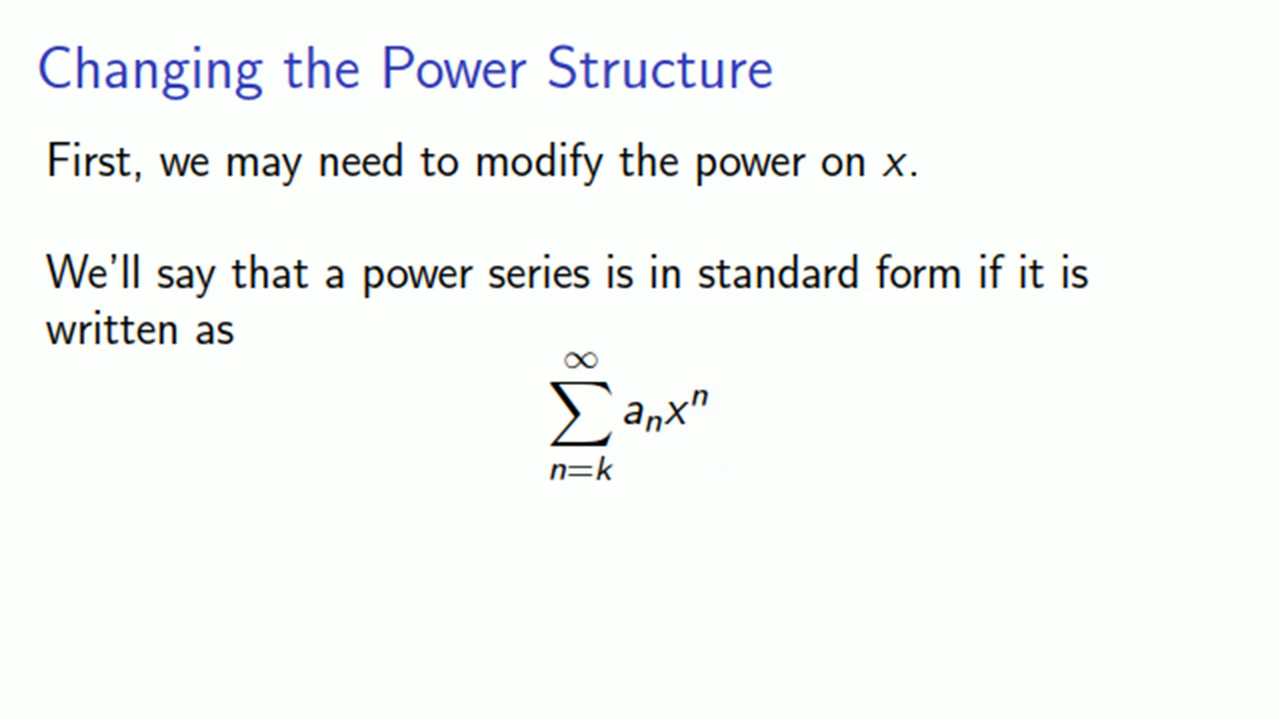 Changing the Power Structure
First, we may need to modify the power on x.
We'll say that a power series is in standard form if it is
written as
∞
∑ aₙxⁿ
n=k